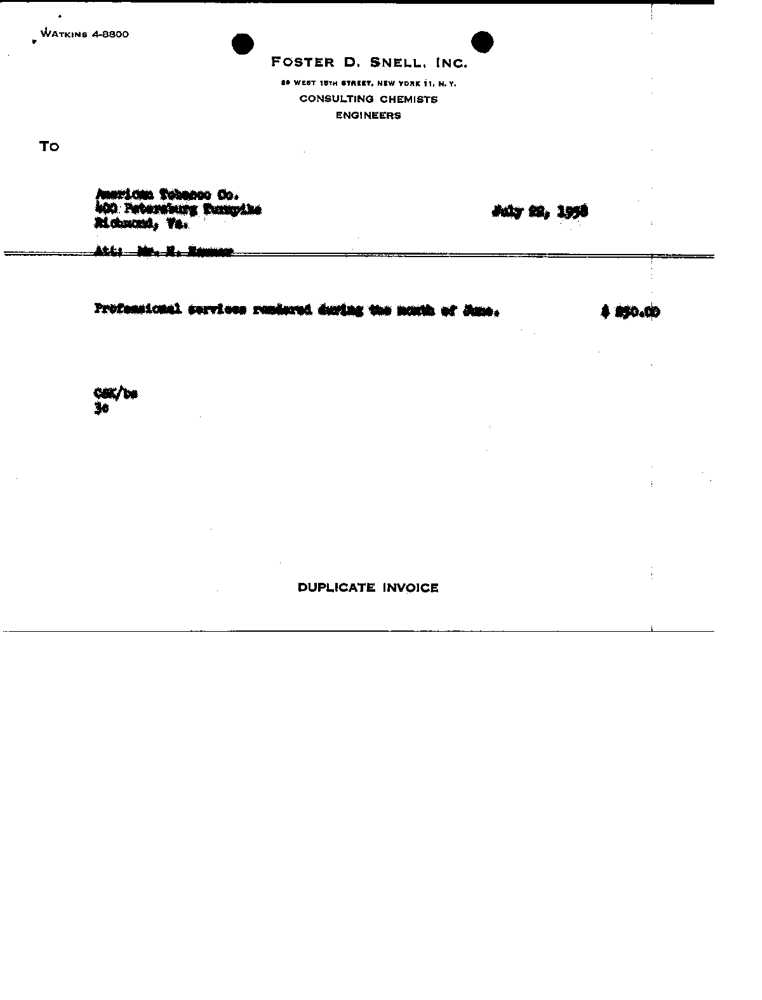 WATKINS 4-8800
FOSTER D. SNELL, INC.
29 WEST 15TH STREET, NEW YORK 11, N.Y.
CONSULTING CHEMISTS
ENGINEERS
TO
American Tobacco Co.
400 Petersburg Turnpike
Richmond, Va.
July 22, 1958
Att: Mr. H.
Professional services rendered during the month of June.
$ 250.00
CSK/bs
3c
DUPLICATE INVOICE